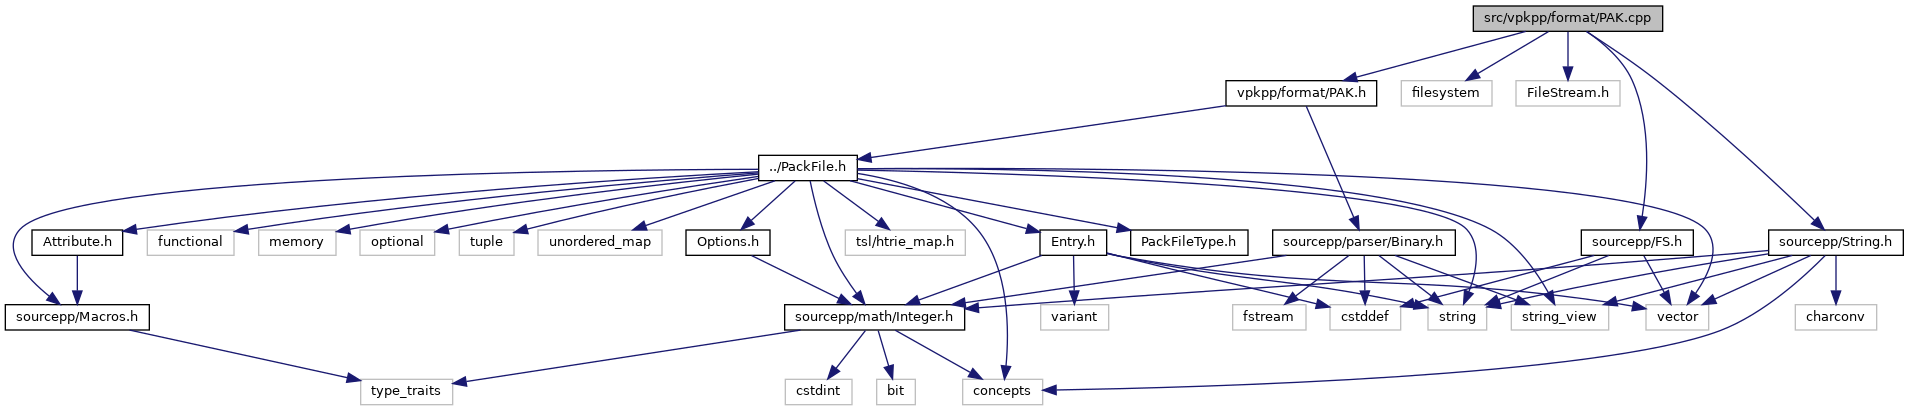 src/vpkpp/format/PAK.cpp
vpkpp/format/PAK.h
filesystem
FileStream.h
../PackFile.h
Attribute.h
functional
memory
optional
tuple
unordered_map
Options.h
tsl/htrie_map.h
Entry.h
PackFileType.h
sourcepp/parser/Binary.h
sourcepp/FS.h
sourcepp/String.h
sourcepp/Macros.h
sourcepp/math/Integer.h
variant
fstream
cstddef
string
string_view
vector
charconv
type_traits
cstdint
bit
concepts